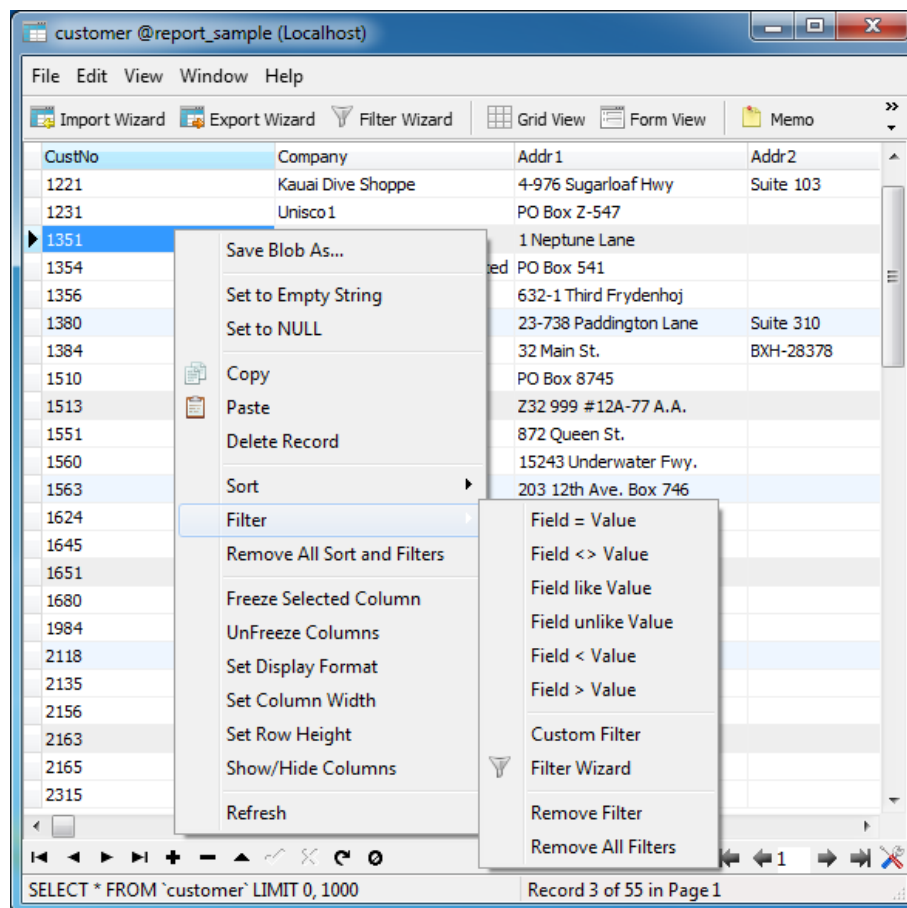 customer @report_sample (Localhost)
File Edit View Window Help
Import Wizard Export Wizard Filter Wizard Grid View Form View Memo
CustNo Company Addr1 Addr2
1221 Kauai Dive Shoppe 4-976 Sugarloaf Hwy Suite 103
1231 Unisco1 PO Box Z-547
1351 1 Neptune Lane
1354 ted PO Box 541
1356 632-1 Third Frydenhoj
1380 23-738 Paddington Lane Suite 310
1384 32 Main St. BXH-28378
1510 PO Box 8745
1513 Z32 999 #12A-77 A.A.
1551 872 Queen St.
1560 15243 Underwater Fwy.
1563 203 12th Ave. Box 746
1624
1645
1651
1680
1984
2118
2135
2156
2163
2165
2315
Save Blob As...
Set to Empty String
Set to NULL
Copy
Paste
Delete Record
Sort
Filter
Remove All Sort and Filters
Freeze Selected Column
UnFreeze Columns
Set Display Format
Set Column Width
Set Row Height
Show/Hide Columns
Refresh
Field = Value
Field <> Value
Field like Value
Field unlike Value
Field < Value
Field > Value
Custom Filter
Filter Wizard
Remove Filter
Remove All Filters
1
SELECT * FROM `customer` LIMIT 0, 1000 Record 3 of 55 in Page 1